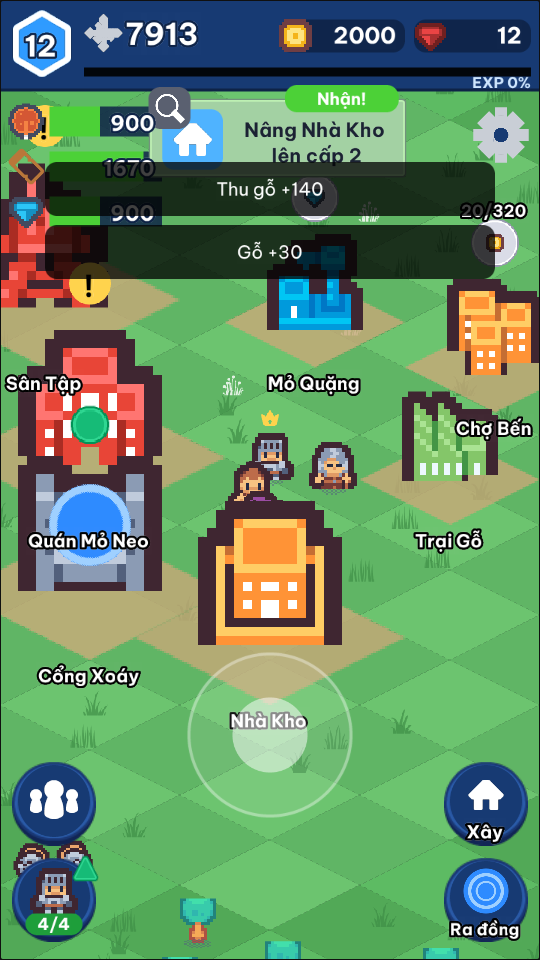 12
7913
2000
12
EXP 0%
Nhận!
Nâng Nhà Kho
lên cấp 2
900
1670
900
Thu gỗ +140
20/320
Gỗ +30
Sân Tập
Mỏ Quặng
Chợ Bến
Quán Mỏ Neo
Trại Gỗ
Cổng Xoáy
Nhà Kho
Xây
4/4
Ra đồng